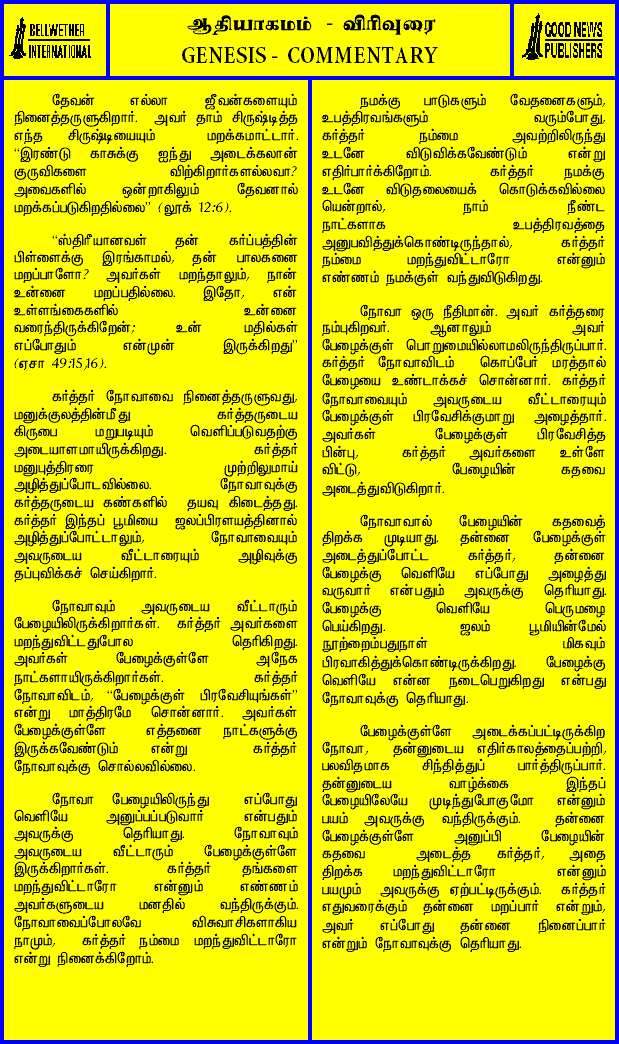 BELLWETHER
INTERNATIONAL
ஆதியாகமம் - விரிவுரை
GENESIS - COMMENTARY
GOOD NEWS
PUBLISHERS
தேவன் எல்லா ஜீவன்களையும்
நினைத்தருளுகிறார். அவர் தாம் சிருஷ்டித்த
எந்த சிருஷ்டியையும் மறக்கமாட்டார்.
“இரண்டு காசுக்கு ஐந்து அடைக்கலான்
குருவிகளை விற்கிறார்களல்லவா?
அவைகளில் ஒன்றாகிலும் தேவனால்
மறக்கப்படுகிறதில்லை” (லூக் 12:6).
“ஸ்திரீயானவள் தன் கர்ப்பத்தின்
பிள்ளைக்கு இரங்காமல், தன் பாலகனை
மறப்பாளோ? அவர்கள் மறந்தாலும், நான்
உன்னை மறப்பதில்லை. இதோ, என்
உள்ளங்கைகளில் உன்னை
வரைந்திருக்கிறேன்; உன் மதில்கள்
எப்போதும் என்முன் இருக்கிறது”
(ஏசா 49:15,16).
கர்த்தர் நோவாவை நினைத்தருளுவது,
மனுக்குலத்தின்மீது கர்த்தருடைய
கிருபை மறுபடியும் வெளிப்படுவதற்கு
அடையாளமாயிருக்கிறது. கர்த்தர்
மனுபுத்திரரை முற்றிலுமாய்
அழித்துப்போடவில்லை. நோவாவுக்கு
கர்த்தருடைய கண்களில் தயவு கிடைத்தது.
கர்த்தர் இந்தப் பூமியை ஜலப்பிரளயத்தினால்
அழித்துப்போட்டாலும், நோவாவையும்
அவருடைய வீட்டாரையும் அழிவுக்கு
தப்புவிக்கச் செய்கிறார்.
நோவாவும் அவருடைய வீட்டாரும்
பேழையிலிருக்கிறார்கள். கர்த்தர் அவர்களை
மறந்துவிட்டதுபோல தெரிகிறது.
அவர்கள் பேழைக்குள்ளே அநேக
நாட்களாயிருக்கிறார்கள். கர்த்தர்
நோவாவிடம், “பேழைக்குள் பிரவேசியுங்கள்”
என்று மாத்திரமே சொன்னார். அவர்கள்
பேழைக்குள்ளே எத்தனை நாட்களுக்கு
இருக்கவேண்டும் என்று கர்த்தர்
நோவாவுக்கு சொல்லவில்லை.
நோவா பேழையிலிருந்து எப்போது
வெளியே அனுப்பப்படுவார் என்பதும்
அவருக்கு தெரியாது. நோவாவும்
அவருடைய வீட்டாரும் பேழைக்குள்ளே
இருக்கிறார்கள். கர்த்தர் தங்களை
மறந்துவிட்டாரோ என்னும் எண்ணம்
அவர்களுடைய மனதில் வந்திருக்கும்.
நோவாவைப்போலவே விசுவாசிகளாகிய
நாமும், கர்த்தர் நம்மை மறந்துவிட்டாரோ
என்று நினைக்கிறோம்.
நமக்கு பாடுகளும் வேதனைகளும்,
உபத்திரவங்களும் வரும்போது,
கர்த்தர் நம்மை அவற்றிலிருந்து
உடனே விடுவிக்கவேண்டும் என்று
எதிர்பார்க்கிறோம். கர்த்தர் நமக்கு
உடனே விடுதலையைக் கொடுக்கவில்லை
யென்றால், நாம் நீண்ட
நாட்களாக உபத்திரவத்தை
அனுபவித்துக்கொண்டிருந்தால், கர்த்தர்
நம்மை மறந்துவிட்டாரோ என்னும்
எண்ணம் நமக்குள் வந்துவிடுகிறது.
நோவா ஒரு நீதிமான். அவர் கர்த்தரை
நம்புகிறவர். ஆனாலும் அவர்
பேழைக்குள் பொறுமையில்லாமலிருந்திருப்பார்.
கர்த்தர் நோவாவிடம் கொப்பேர் மரத்தால்
பேழையை உண்டாக்கச் சொன்னார். கர்த்தர்
நோவாவையும் அவருடைய வீட்டாரையும்
பேழைக்குள் பிரவேசிக்குமாறு அழைத்தார்.
அவர்கள் பேழைக்குள் பிரவேசித்த
பின்பு, கர்த்தர் அவர்களை உள்ளே
விட்டு, பேழையின் கதவை
அடைத்துவிடுகிறார்.
நோவாவால் பேழையின் கதவைத்
திறக்க முடியாது. தன்னை பேழைக்குள்
அடைத்துப்போட்ட கர்த்தர், தன்னை
பேழைக்கு வெளியே எப்போது அழைத்து
வருவார் என்பதும் அவருக்கு தெரியாது.
பேழைக்கு வெளியே பெருமழை
பெய்கிறது. ஜலம் பூமியின்மேல்
நூற்றைம்பதுநாள் மிகவும்
பிரவாகித்துக்கொண்டிருக்கிறது. பேழைக்கு
வெளியே என்ன நடைபெறுகிறது என்பது
நோவாவுக்கு தெரியாது.
பேழைக்குள்ளே அடைக்கப்பட்டிருக்கிற
நோவா, தன்னுடைய எதிர்காலத்தைப்பற்றி,
பலவிதமாக சிந்தித்துப் பார்த்திருப்பார்.
தன்னுடைய வாழ்க்கை இந்தப்
பேழையிலேயே முடிந்துபோகுமோ என்னும்
பயம் அவருக்கு வந்திருக்கும். தன்னை
பேழைக்குள்ளே அனுப்பி பேழையின்
கதவை அடைத்த கர்த்தர், அதை
திறக்க மறந்துவிட்டாரோ என்னும்
பயமும் அவருக்கு ஏற்பட்டிருக்கும். கர்த்தர்
எதுவரைக்கும் தன்னை மறப்பார் என்றும்,
அவர் எப்போது தன்னை நினைப்பார்
என்றும் நோவாவுக்கு தெரியாது.